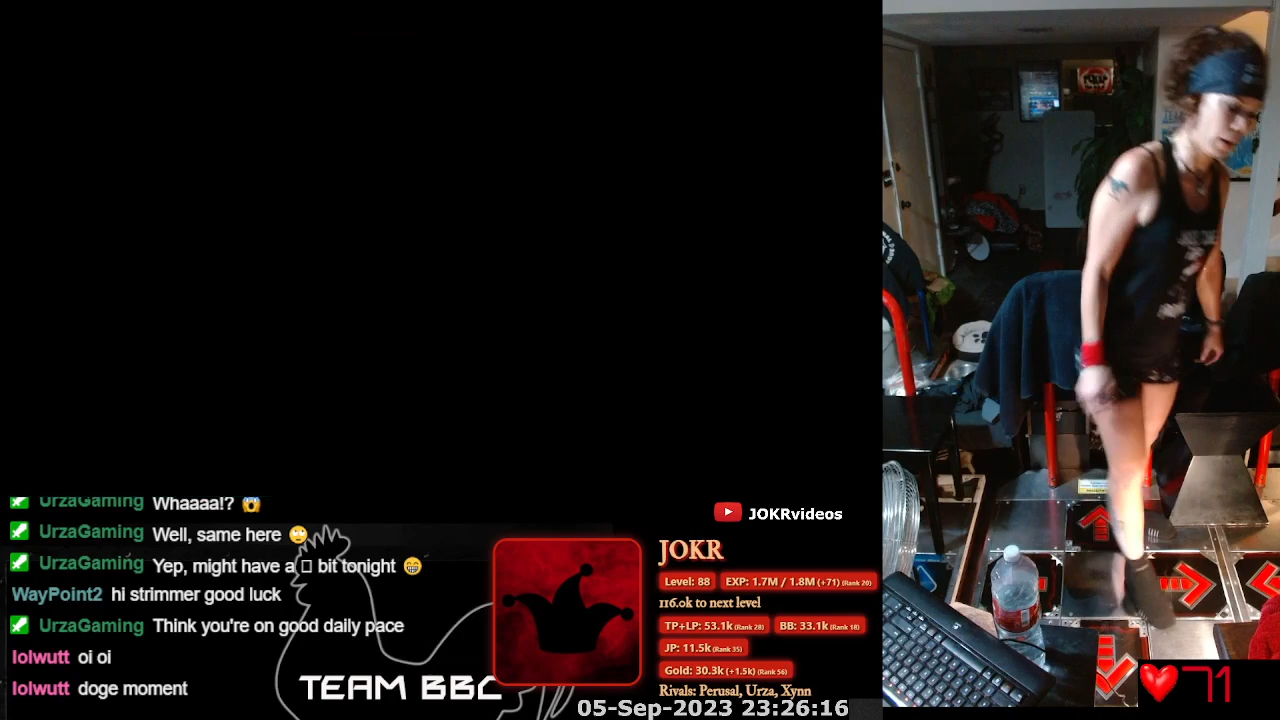 UrzaGaming Whaaaa!? 😱
UrzaGaming Well, same here 🙄
UrzaGaming Yep, might have a bit tonight 😁
WayPoint2 hi strimmer good luck
UrzaGaming Think you're on good daily pace
lolwutt oi oi
lolwutt doge moment
TEAM BBC
JOKRvideos
JOKR
Level: 88 EXP: 1.7M / 1.8M (+71) (Rank 20)
116.0k to next level
TP+LP: 53.1k (Rank 28) BB: 33.1k (Rank 18)
JP: 11.5k (Rank 35)
Gold: 30.3k (+1.5k) (Rank 56)
Rivals: Perusal, Urza, Xynn
05-Sep-2023 23:26:16
71